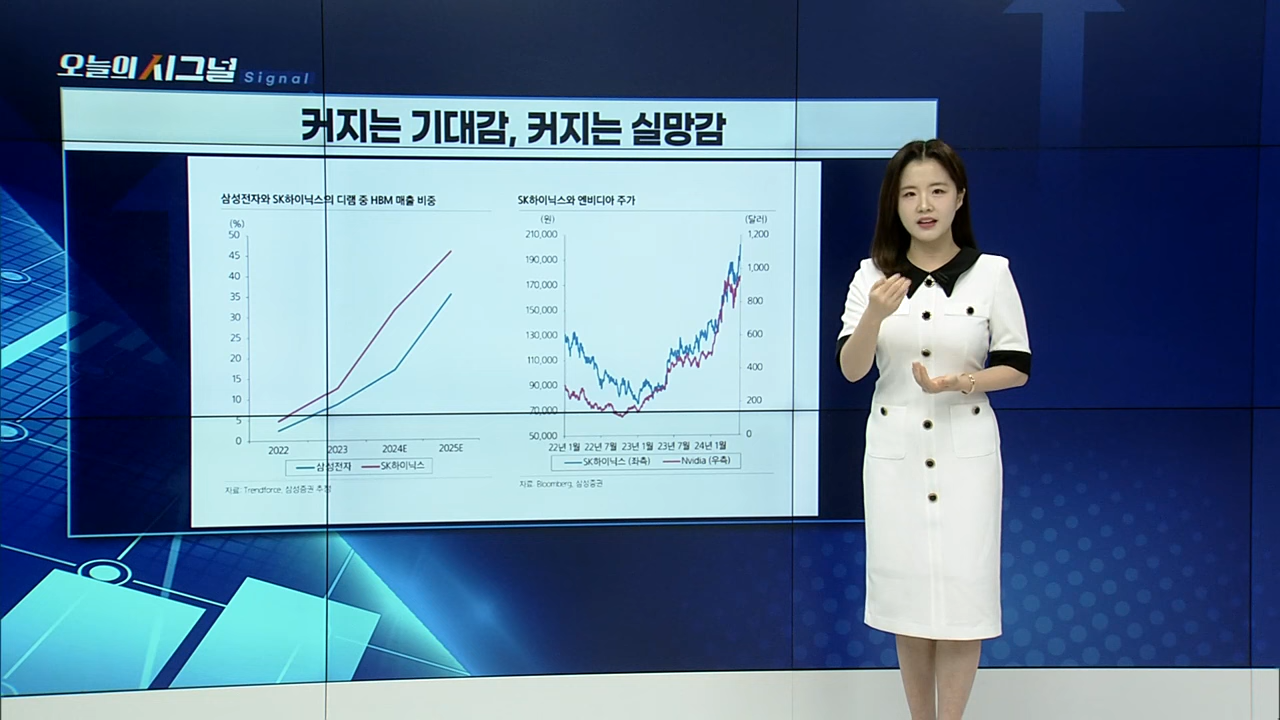 오늘의 시그널 Signal
커지는 기대감, 커지는 실망감
삼성전자와 SK하이닉스의 디램 중 HBM 매출 비중
(%)
50
45
40
35
30
25
20
15
10
5
0
2022 2023 2024E 2025E
삼성전자 SK하이닉스
자료: Trendforce, 삼성증권 추정
SK하이닉스와 엔비디아 주가
(원) (달러)
210,000 1,200
190,000 1,000
170,000 800
150,000
130,000 600
110,000 400
90,000 200
70,000
50,000 0
22년 1월 22년 7월 23년 1월 23년 7월 24년 1월
SK하이닉스 (좌측) Nvidia (우측)
자료: Bloomberg, 삼성증권